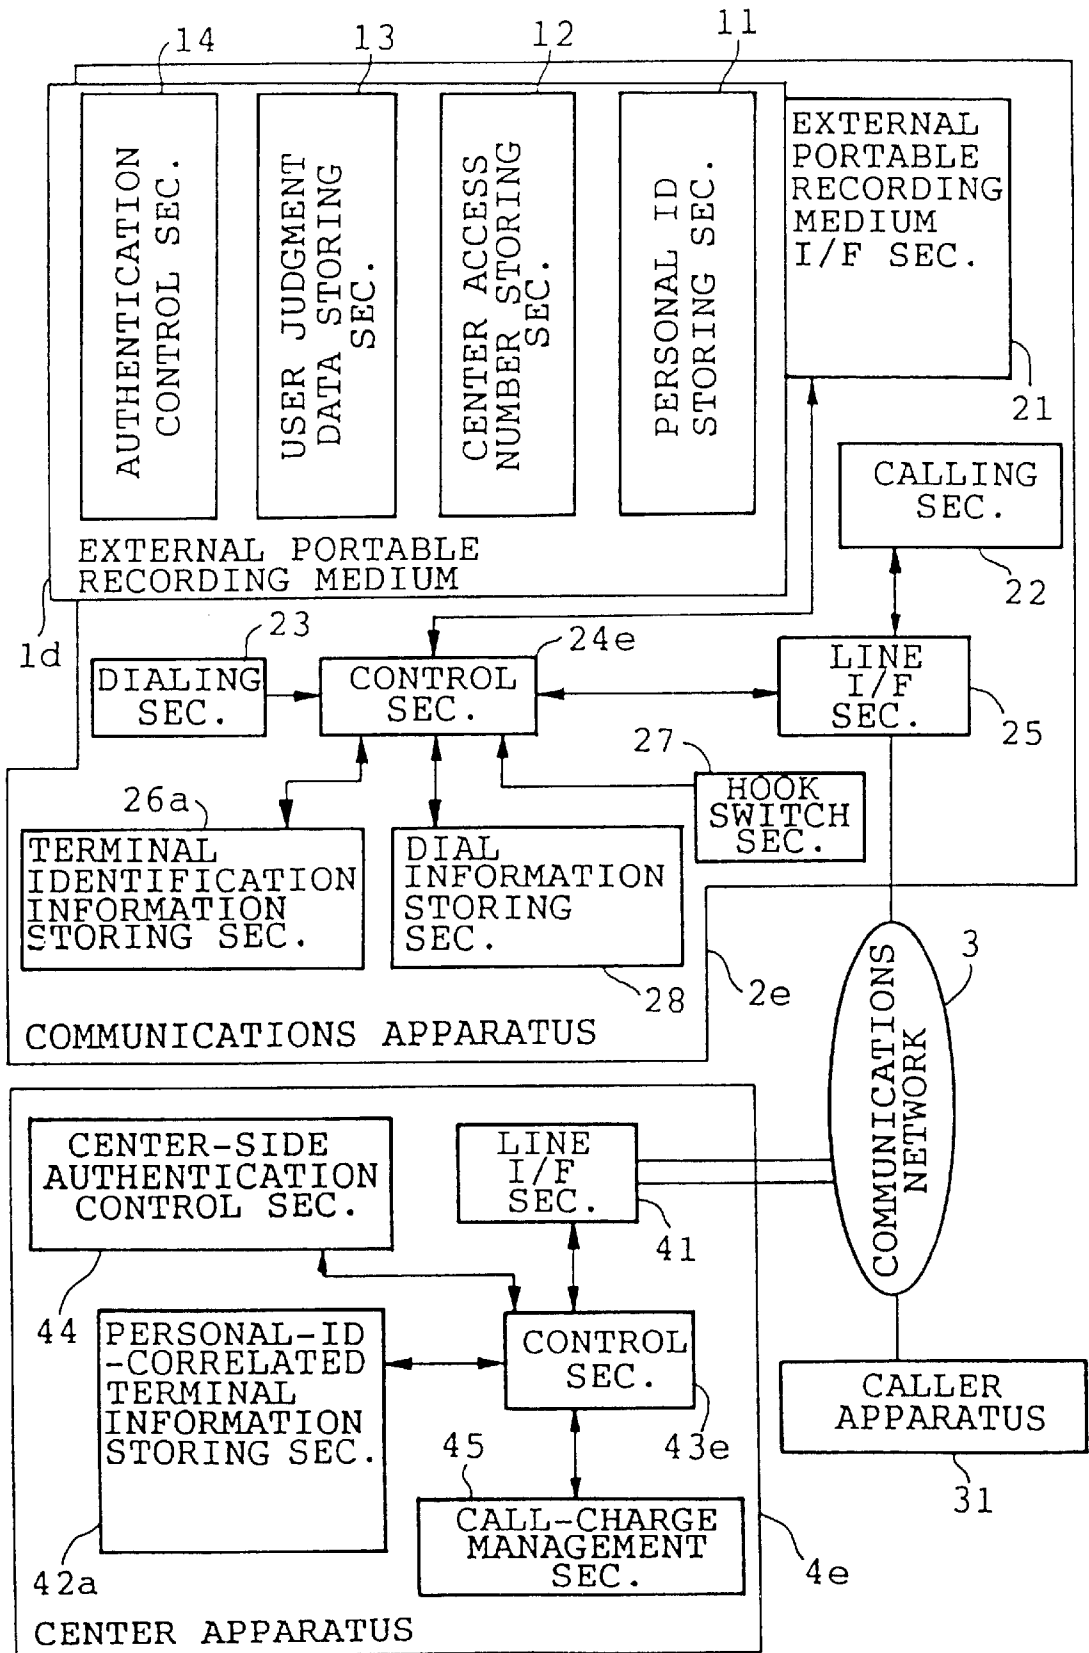 14
13
12
11
AUTHENTICATION
CONTROL SEC.
USER JUDGMENT
DATA STORING
SEC.
CENTER ACCESS
NUMBER STORING
SEC.
PERSONAL ID
STORING SEC.
EXTERNAL
PORTABLE
RECORDING
MEDIUM
I/F SEC.
21
EXTERNAL PORTABLE
RECORDING MEDIUM
1d
CALLING
SEC.
22
23
DIALING
SEC.
24e
CONTROL
SEC.
LINE
I/F
SEC.
25
27
HOOK
SWITCH
SEC.
26a
TERMINAL
IDENTIFICATION
INFORMATION
STORING SEC.
DIAL
INFORMATION
STORING
SEC.
28
2e
COMMUNICATIONS APPARATUS
3
COMMUNICATIONS
NETWORK
CENTER-SIDE
AUTHENTICATION
CONTROL SEC.
44
LINE
I/F
SEC.
41
PERSONAL-ID
-CORRELATED
TERMINAL
INFORMATION
STORING SEC.
42a
CONTROL
SEC.
43e
45
CALL-CHARGE
MANAGEMENT
SEC.
4e
CALLER
APPARATUS
31
CENTER APPARATUS